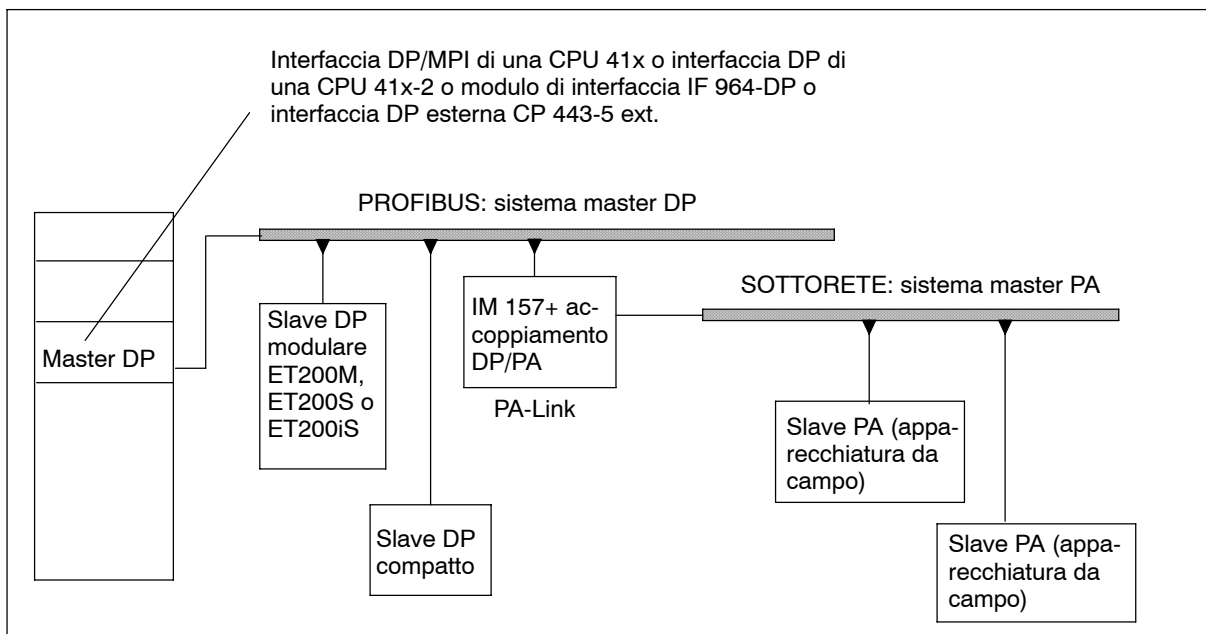 Interfaccia DP/MPI di una CPU 41x o interfaccia DP di
una CPU 41x-2 o modulo di interfaccia IF 964-DP o
interfaccia DP esterna CP 443-5 ext.
PROFIBUS: sistema master DP
SOTTORETE: sistema master PA
Master DP
Slave DP
modulare
ET200M,
ET200S o
ET200iS
IM 157+ ac-
coppiamento
DP/PA
PA-Link
Slave DP
compatto
Slave PA (appa-
recchiatura da
campo)
Slave PA (appa-
recchiatura da
campo)